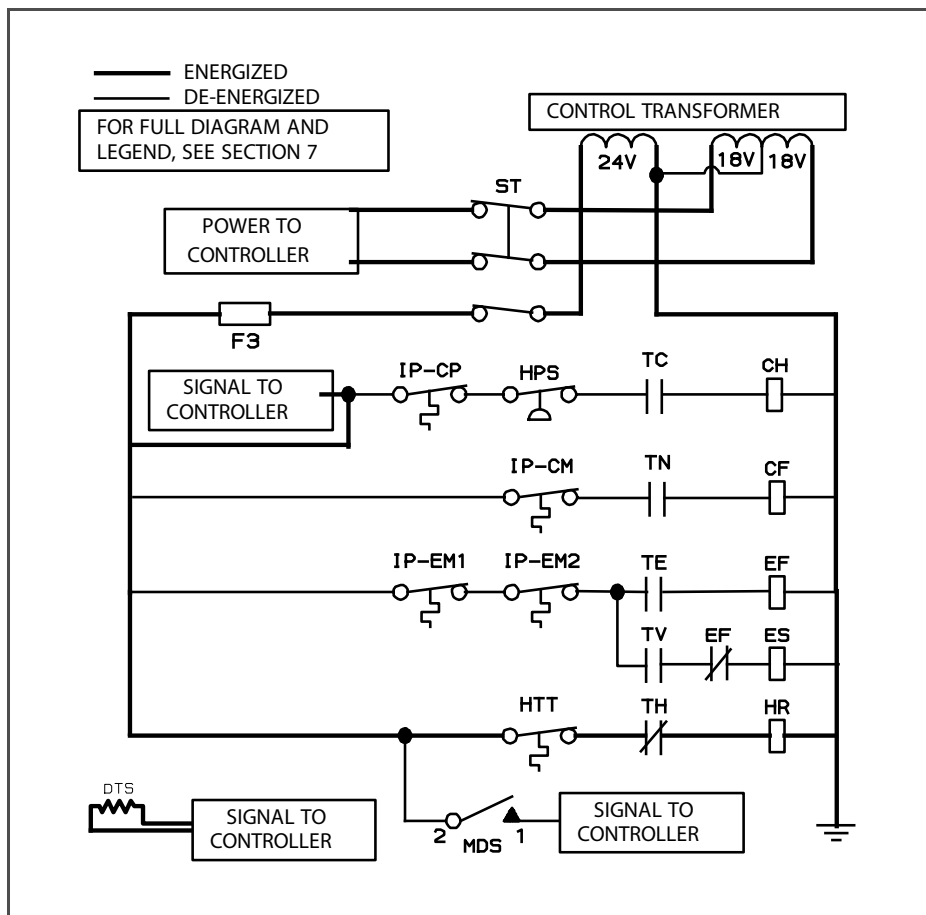 ENERGIZED
DE-ENERGIZED
FOR FULL DIAGRAM AND
LEGEND, SEE SECTION 7
CONTROL TRANSFORMER
24V
18V
18V
ST
POWER TO
CONTROLLER
F3
IP-CP
HPS
TC
CH
SIGNAL TO
CONTROLLER
IP-CM
TN
CF
IP-EM1
IP-EM2
TE
EF
TV
EF
ES
HTT
TH
HR
DTS
SIGNAL TO
CONTROLLER
2
MDS
1
SIGNAL TO
CONTROLLER